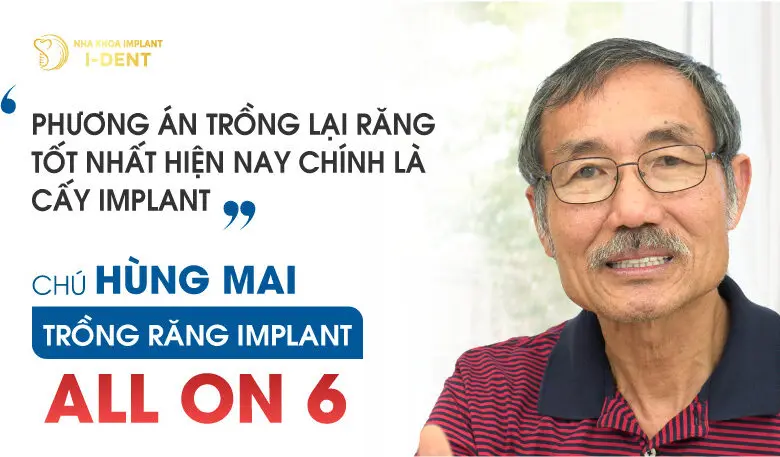 NHA KHOA IMPLANT
I-DENT
‘
PHƯƠNG ÁN TRỒNG LẠI RĂNG
TỐT NHẤT HIỆN NAY CHÍNH LÀ
CẤY IMPLANT ”
CHÚ HÙNG MAI
TRỒNG RĂNG IMPLANT
ALL ON 6